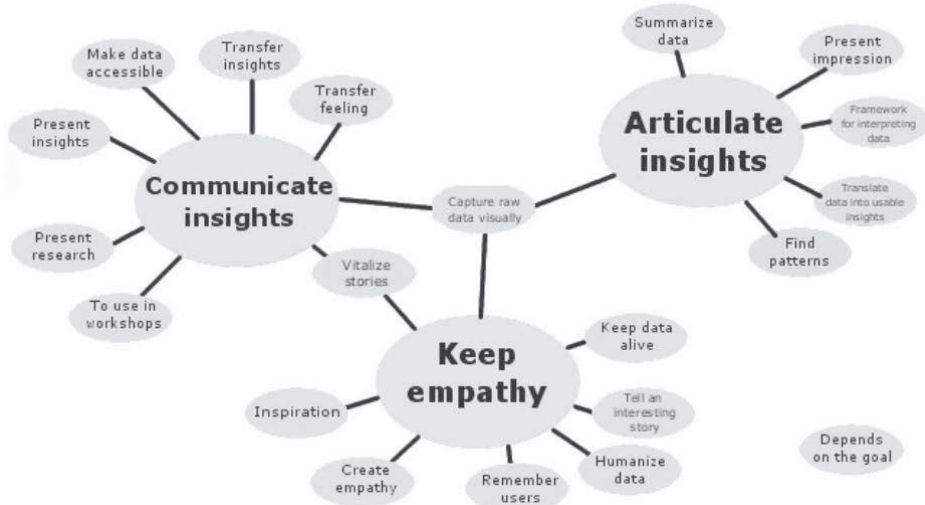 Summarize
data
Present
impression
Framework
for interpreting
data
Articulate
insights
Translate
data into usable
insights
Find
patterns
Make data
accessible
Transfer
insights
Transfer
feeling
Present
insights
Communicate
insights
Present
research
To use in
workshops
Vitalize
stories
Capture raw
data visually
Keep
empathy
Keep data
alive
Tell an
interesting
story
Humanize
data
Remember
users
Create
empathy
Inspiration
Depends
on the goal